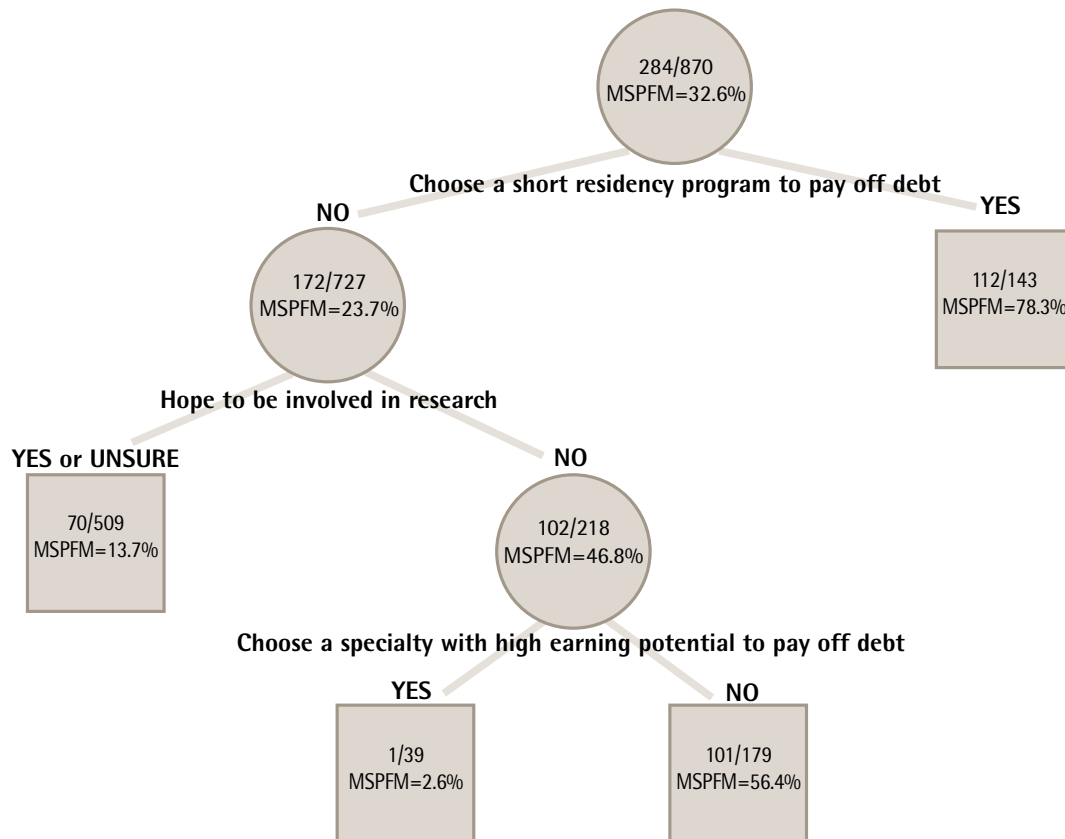 284/870
MSPFM=32.6%
Choose a short residency program to pay off debt
NO
YES
172/727
MSPFM=23.7%
112/143
MSPFM=78.3%
Hope to be involved in research
YES or UNSURE
NO
70/509
MSPFM=13.7%
102/218
MSPFM=46.8%
Choose a specialty with high earning potential to pay off debt
YES
NO
1/39
MSPFM=2.6%
101/179
MSPFM=56.4%